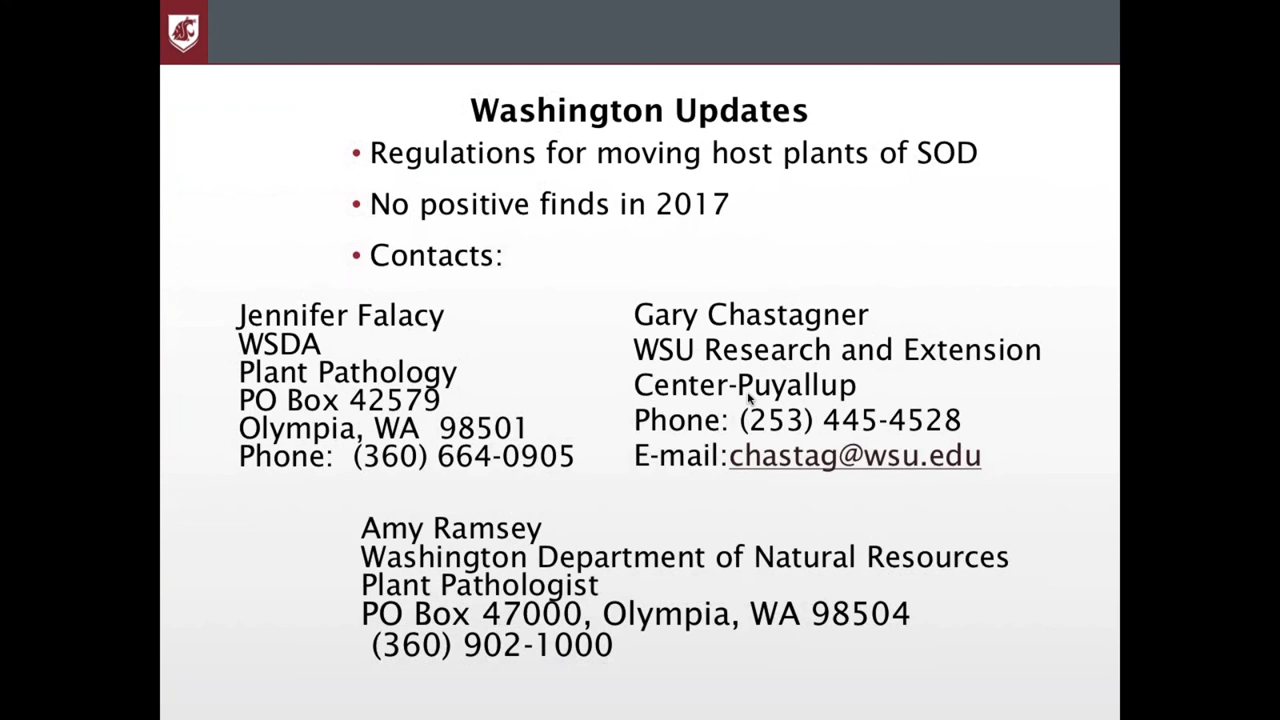 Washington Updates
• Regulations for moving host plants of SOD
• No positive finds in 2017
• Contacts:
Jennifer Falacy
WSDA
Plant Pathology
PO Box 42579
Olympia, WA  98501
Phone:  (360) 664-0905
Gary Chastagner
WSU Research and Extension
Center-Puyallup
Phone: (253) 445-4528
E-mail:chastag@wsu.edu
Amy Ramsey
Washington Department of Natural Resources
Plant Pathologist
PO Box 47000, Olympia, WA 98504
(360) 902-1000